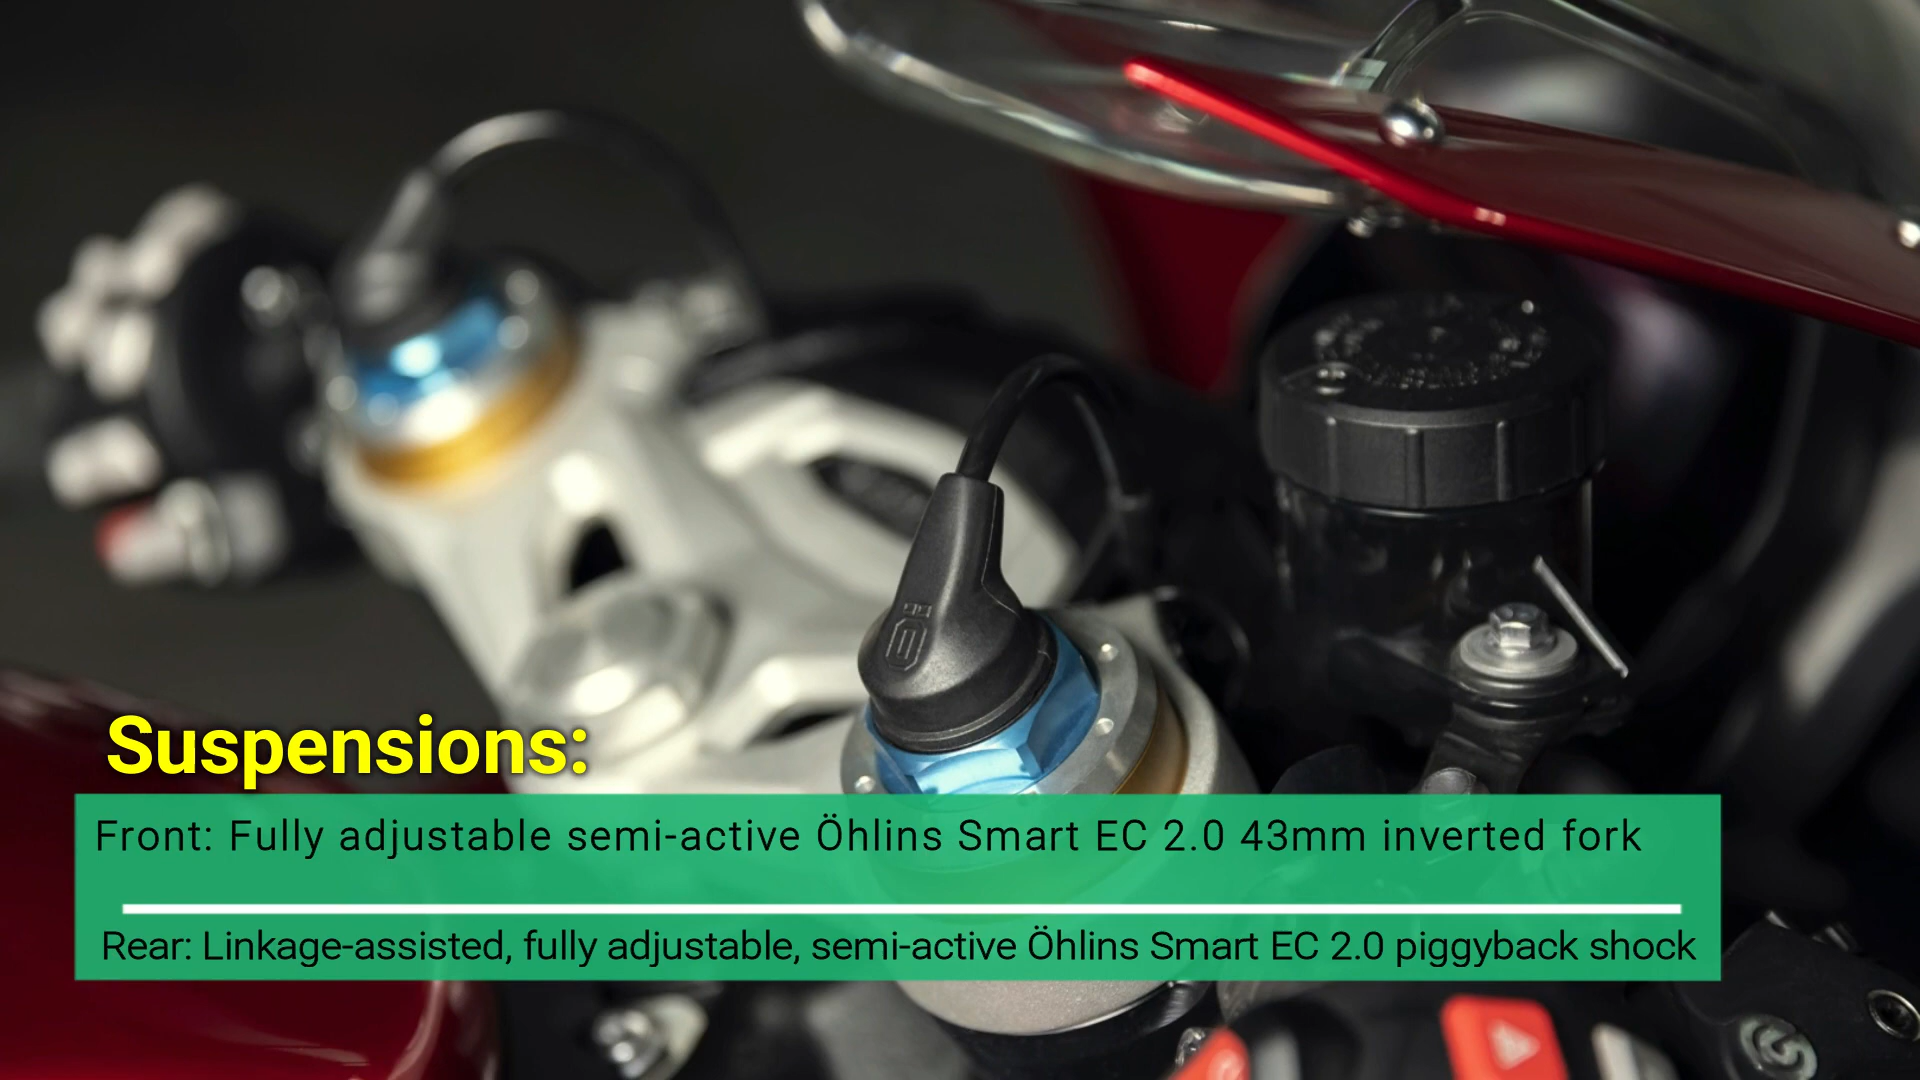 Suspensions:
Front: Fully adjustable semi-active Öhlins Smart EC 2.0 43mm inverted fork
Rear: Linkage-assisted, fully adjustable, semi-active Öhlins Smart EC 2.0 piggyback shock